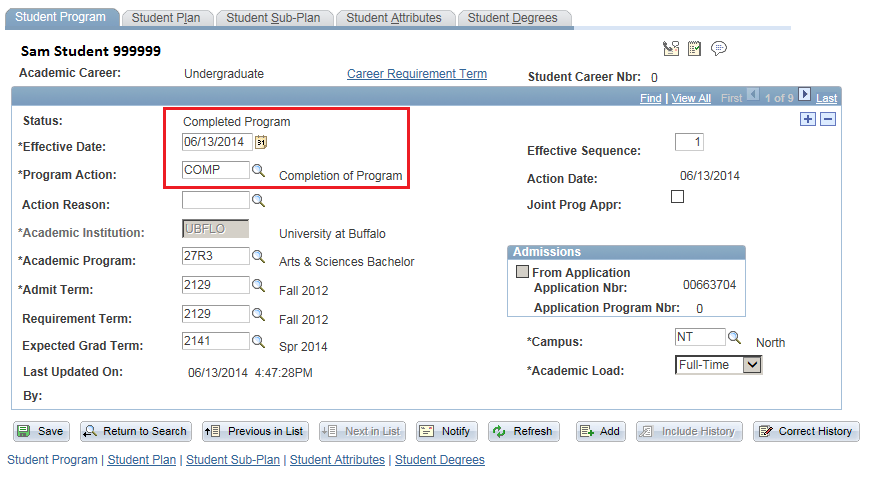 Student Program Student Plan Student Sub-Plan Student Attributes Student Degrees
Sam Student 999999
Academic Career: Undergraduate Career Requirement Term Student Career Nbr: 0
Find | View All First 1 of 9 Last
Status: Completed Program
*Effective Date: 06/13/2014 31 Effective Sequence: 1
*Program Action: COMP Completion of Program Action Date: 06/13/2014
Action Reason: Joint Prog Appr:
*Academic Institution: UBFLO University at Buffalo
*Academic Program: 27R3 Arts & Sciences Bachelor
*Admit Term: 2129 Fall 2012
Requirement Term: 2129 Fall 2012
Expected Grad Term: 2141 Spr 2014
Last Updated On: 06/13/2014 4:47:28PM
By:
Admissions
From Application
Application Nbr: 00663704
Application Program Nbr: 0
*Campus: NT North
*Academic Load: Full-Time
Save Return to Search Previous in List Next in List Notify Refresh Add Include History Correct History
Student Program | Student Plan | Student Sub-Plan | Student Attributes | Student Degrees